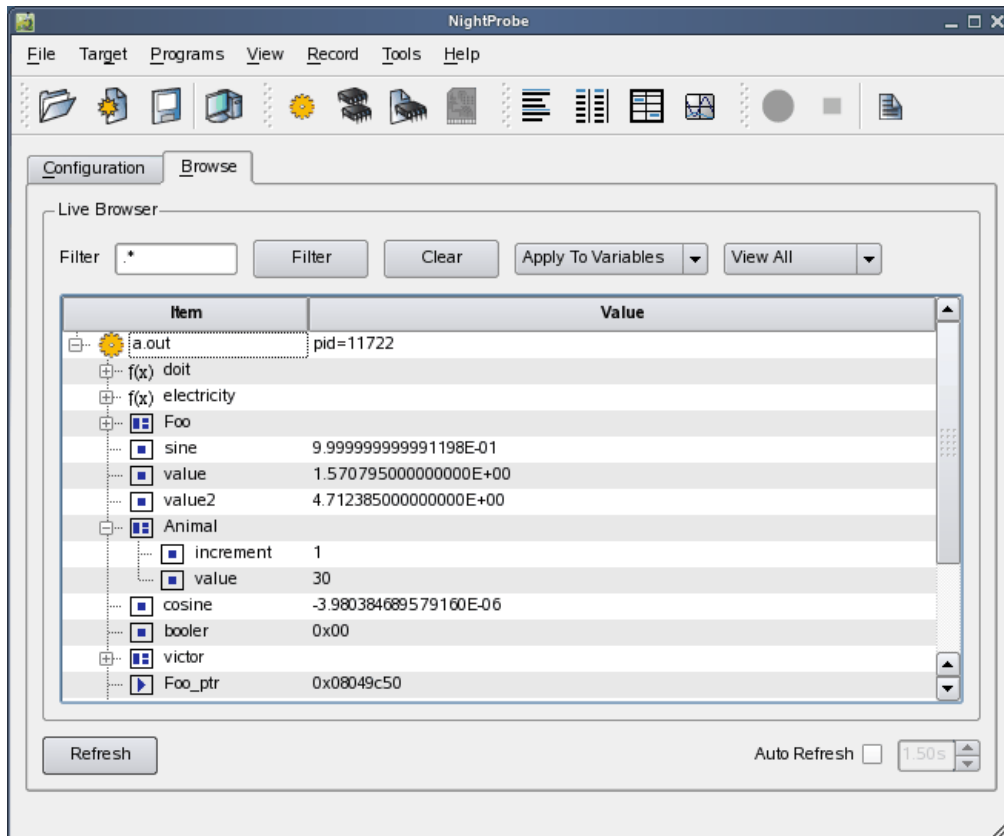 NightProbe
File Target Programs View Record Tools Help
Configuration Browse
Live Browser
Filter .* Filter Clear Apply To Variables View All
Item Value
a.out pid=11722
f(x) doit
f(x) electricity
Foo
sine 9.999999999991198E-01
value 1.570795000000000E+00
value2 4.712385000000000E+00
Animal
increment 1
value 30
cosine -3.980384689579160E-06
booler 0x00
victor
Foo_ptr 0x08049c50
Refresh Auto Refresh 1.50s